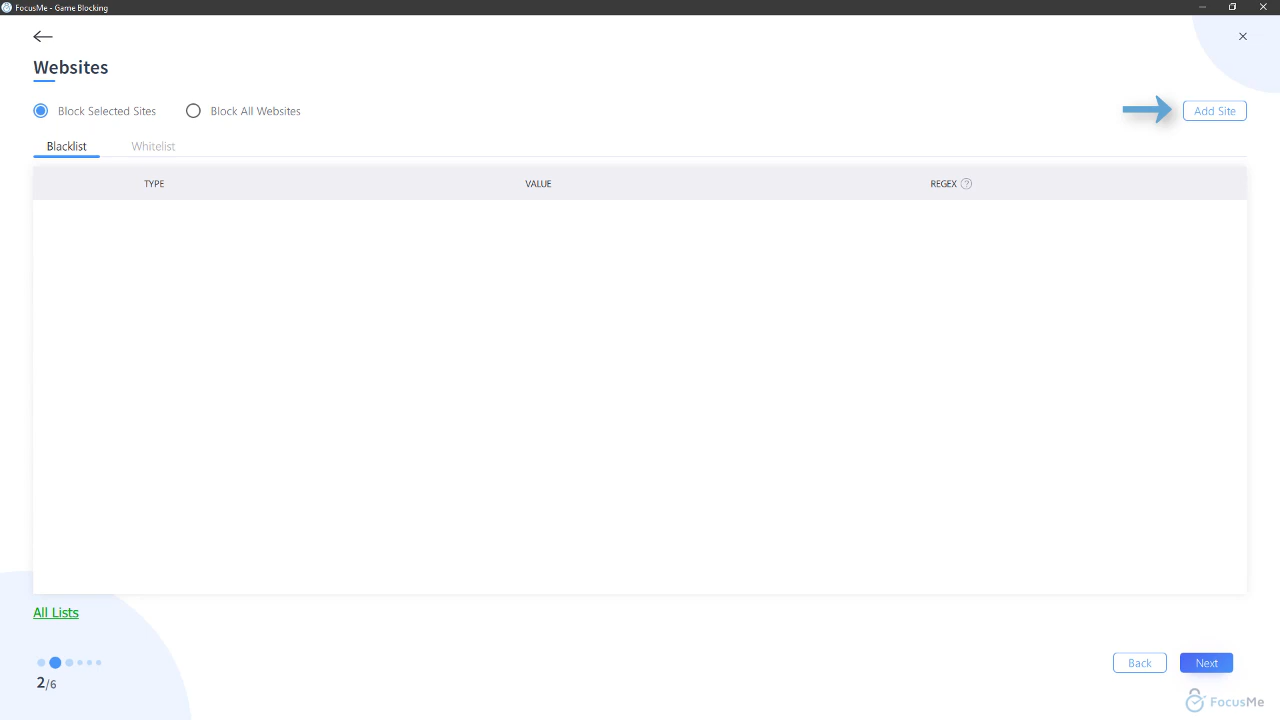 FocusMe - Game Blocking
Websites
Block Selected Sites Block All Websites Add Site
Blacklist Whitelist
TYPE VALUE REGEX ?
All Lists
2/6
Back Next
FocusMe